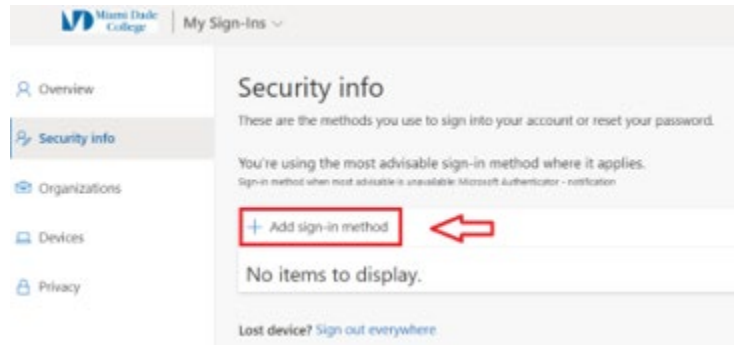 Miami Dade
College
My Sign-Ins
Overview
Security info
Organizations
Devices
Privacy
Security info
These are the methods you use to sign into your account or reset your password.
You're using the most advisable sign-in method where it applies.
Sign-in method when most advisable is unavailable: Microsoft Authenticator - notification
+ Add sign-in method
No items to display.
Lost device? Sign out everywhere